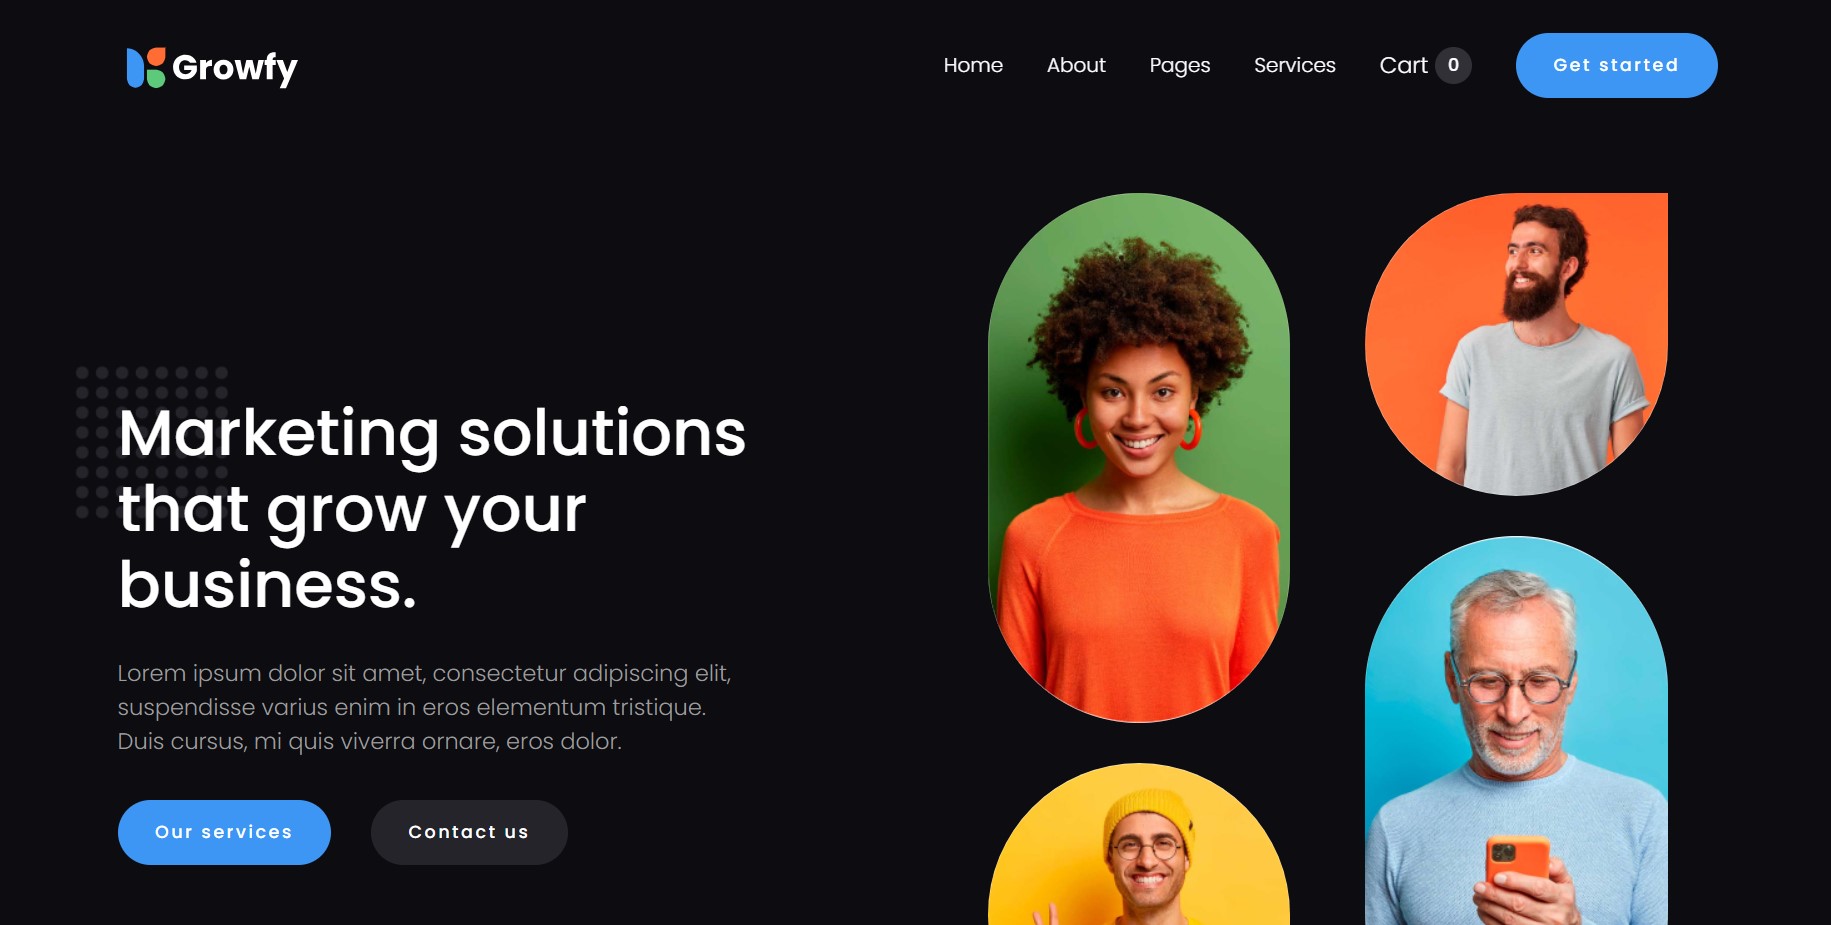 Growfy
Home
About
Pages
Services
Cart 0
Get started
Marketing solutions
that grow your
business.
Lorem ipsum dolor sit amet, consectetur adipiscing elit,
suspendisse varius enim in eros elementum tristique.
Duis cursus, mi quis viverra ornare, eros dolor.
Our services
Contact us